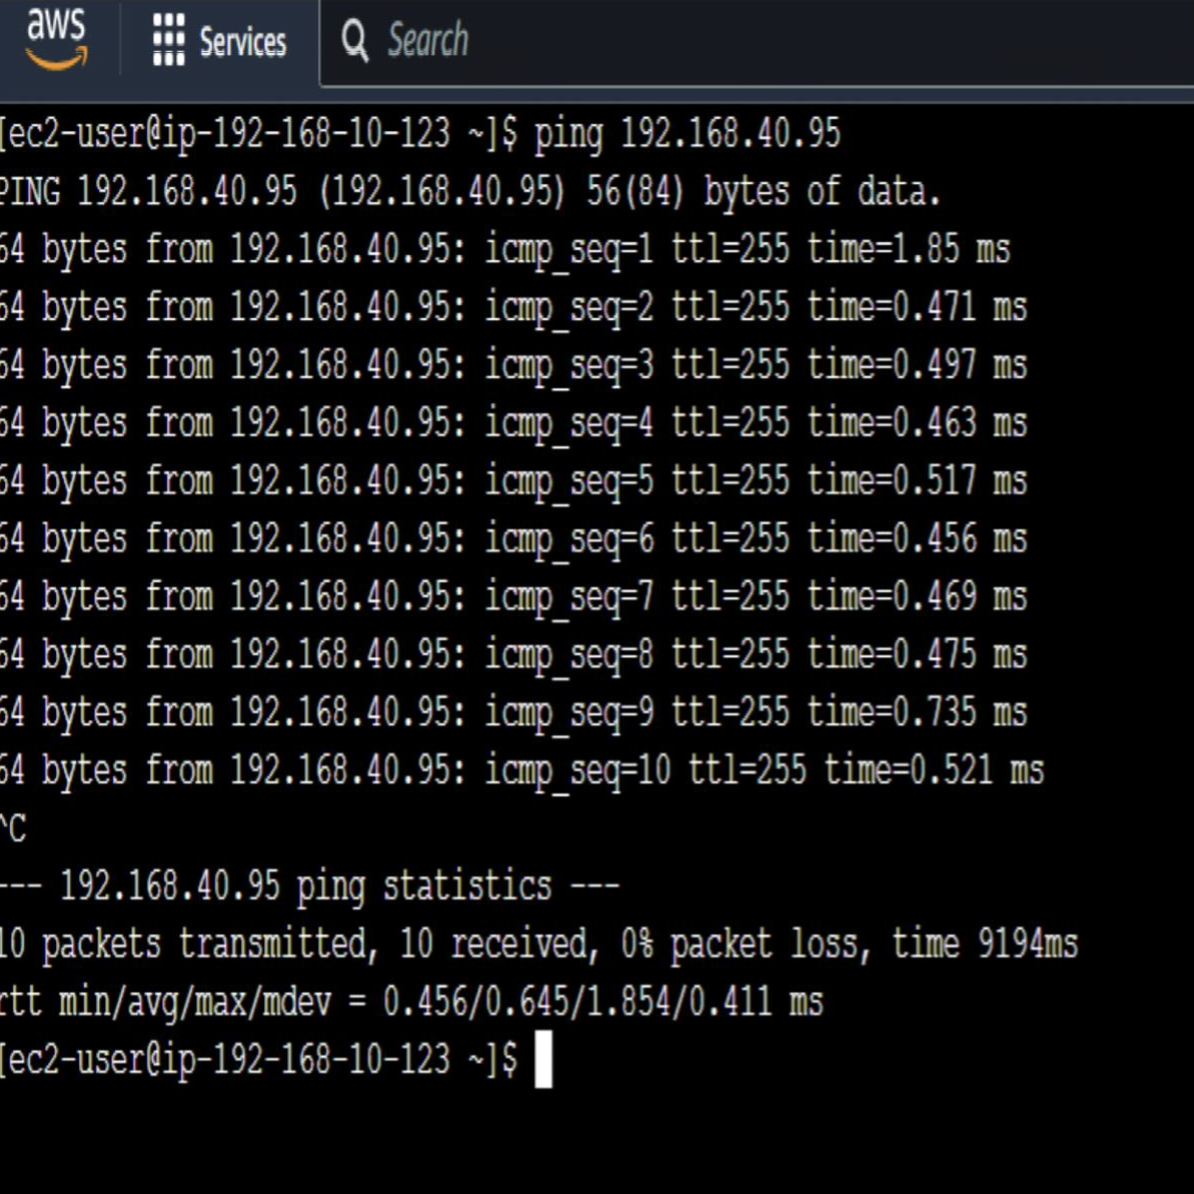 aws
Services
Search
[ec2-user@ip-192-168-10-123 ~]$ ping 192.168.40.95
PING 192.168.40.95 (192.168.40.95) 56(84) bytes of data.
64 bytes from 192.168.40.95: icmp_seq=1 ttl=255 time=1.85 ms
64 bytes from 192.168.40.95: icmp_seq=2 ttl=255 time=0.471 ms
64 bytes from 192.168.40.95: icmp_seq=3 ttl=255 time=0.497 ms
64 bytes from 192.168.40.95: icmp_seq=4 ttl=255 time=0.463 ms
64 bytes from 192.168.40.95: icmp_seq=5 ttl=255 time=0.517 ms
64 bytes from 192.168.40.95: icmp_seq=6 ttl=255 time=0.456 ms
64 bytes from 192.168.40.95: icmp_seq=7 ttl=255 time=0.469 ms
64 bytes from 192.168.40.95: icmp_seq=8 ttl=255 time=0.475 ms
64 bytes from 192.168.40.95: icmp_seq=9 ttl=255 time=0.735 ms
64 bytes from 192.168.40.95: icmp_seq=10 ttl=255 time=0.521 ms
^C
--- 192.168.40.95 ping statistics ---
10 packets transmitted, 10 received, 0% packet loss, time 9194ms
rtt min/avg/max/mdev = 0.456/0.645/1.854/0.411 ms
[ec2-user@ip-192-168-10-123 ~]$